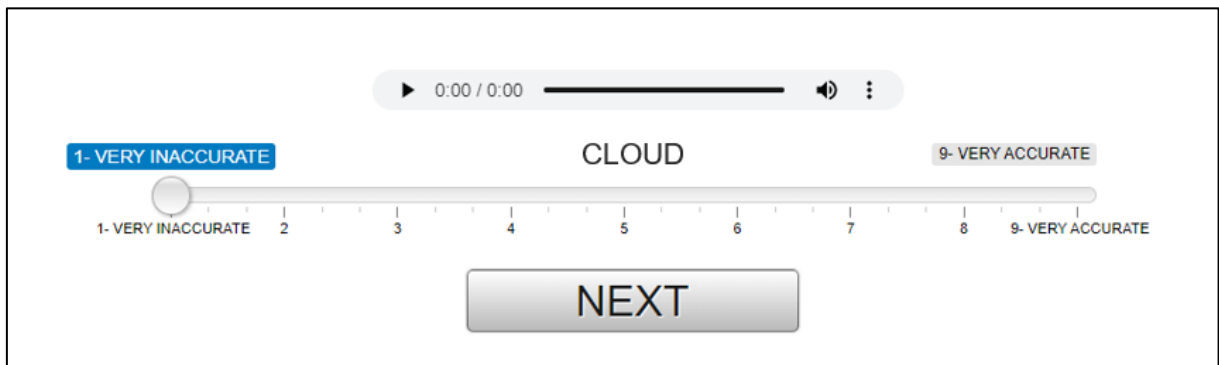 0:00 / 0:00
1- VERY INACCURATE CLOUD 9- VERY ACCURATE
1- VERY INACCURATE 2 3 4 5 6 7 8 9- VERY ACCURATE
NEXT